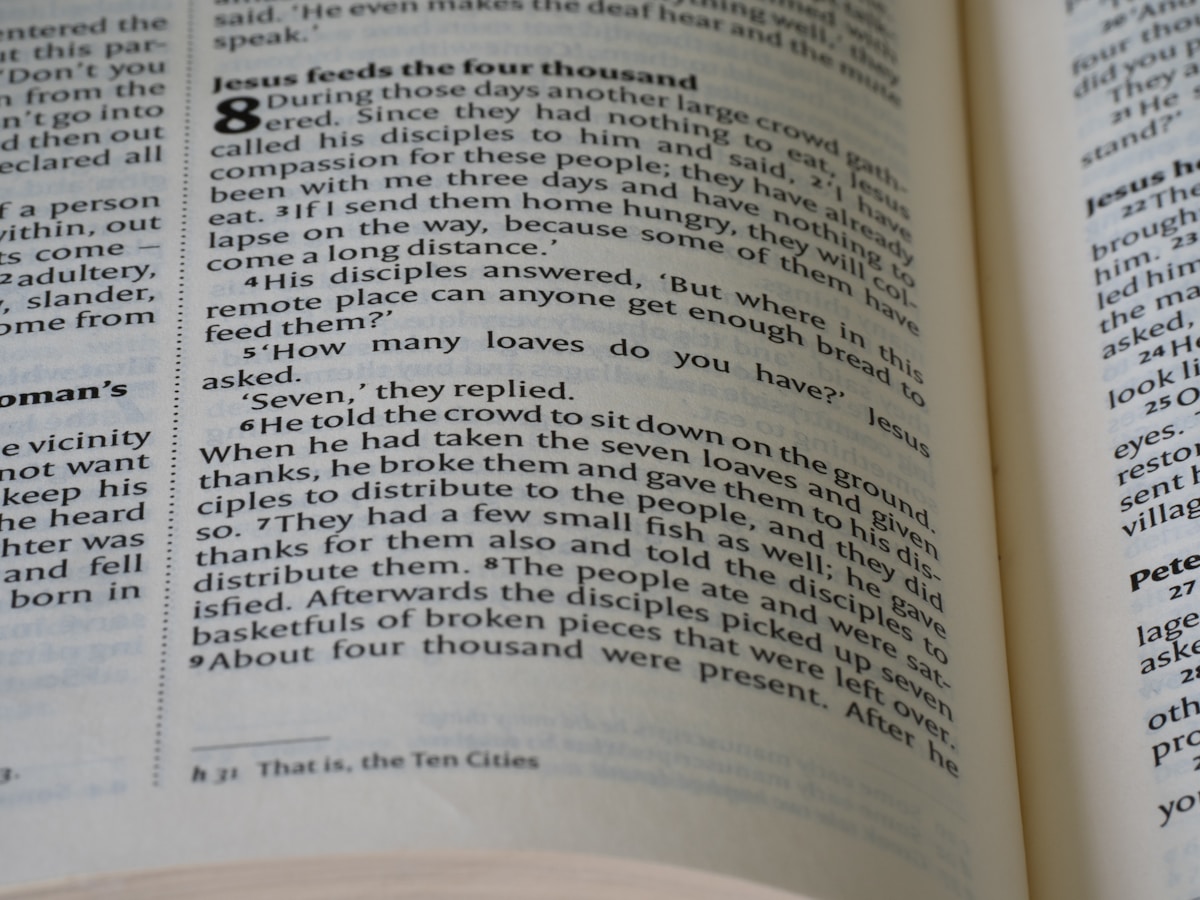 entered the
ut this par-
'Don't you
n from the
n't go into
d then out
eclared all
f a person
within, out
ts come –
2 adultery,
y, slander,
ome from
oman's
e vicinity
not want
keep his
he heard
hter was
and fell
born in
3.
said. 'He even makes the deaf hear and the mute
speak.'
Jesus feeds the four thousand
8 During those days another large crowd gath-
ered. Since they had nothing to eat, Jesus
called his disciples to him and said, 2 'I have
compassion for these people; they have already
been with me three days and have nothing to
eat. 3 If I send them home hungry, they will col-
lapse on the way, because some of them have
come a long distance.'
4 His disciples answered, 'But where in this
remote place can anyone get enough bread to
feed them?'
5 'How many loaves do you have?' Jesus
asked.
'Seven,' they replied.
6 He told the crowd to sit down on the ground.
When he had taken the seven loaves and given
thanks, he broke them and gave them to his dis-
ciples to distribute to the people, and they did
so. 7 They had a few small fish as well; he gave
thanks for them also and told the disciples to
distribute them. 8 The people ate and were sat-
isfied. Afterwards the disciples picked up seven
basketfuls of broken pieces that were left over.
9 About four thousand were present. After he
h 31 That is, the Ten Cities
20 'And
four thou
did you p
They a
21 He
stand?'
Jesus he
22 The
brough
him. 23
led him
the ma
asked,
24 He
look li
25 O
eyes.
restor
sent h
villag
Pete
27
lage
aske
28
oth
pro
2
you